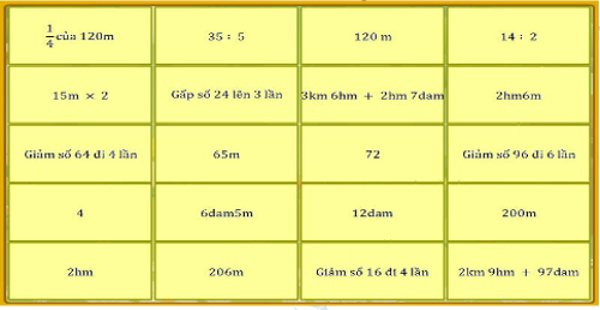 1/4 của 120m
35 : 5
120 m
14 : 2
15m × 2
Gấp số 24 lên 3 lần
3km 6hm + 2hm 7dam
2hm6m
Giảm số 64 đi 4 lần
65m
72
Giảm số 96 đi 6 lần
4
6dam5m
12dam
200m
2hm
206m
Giảm số 16 đi 4 lần
2km 9hm + 97dam